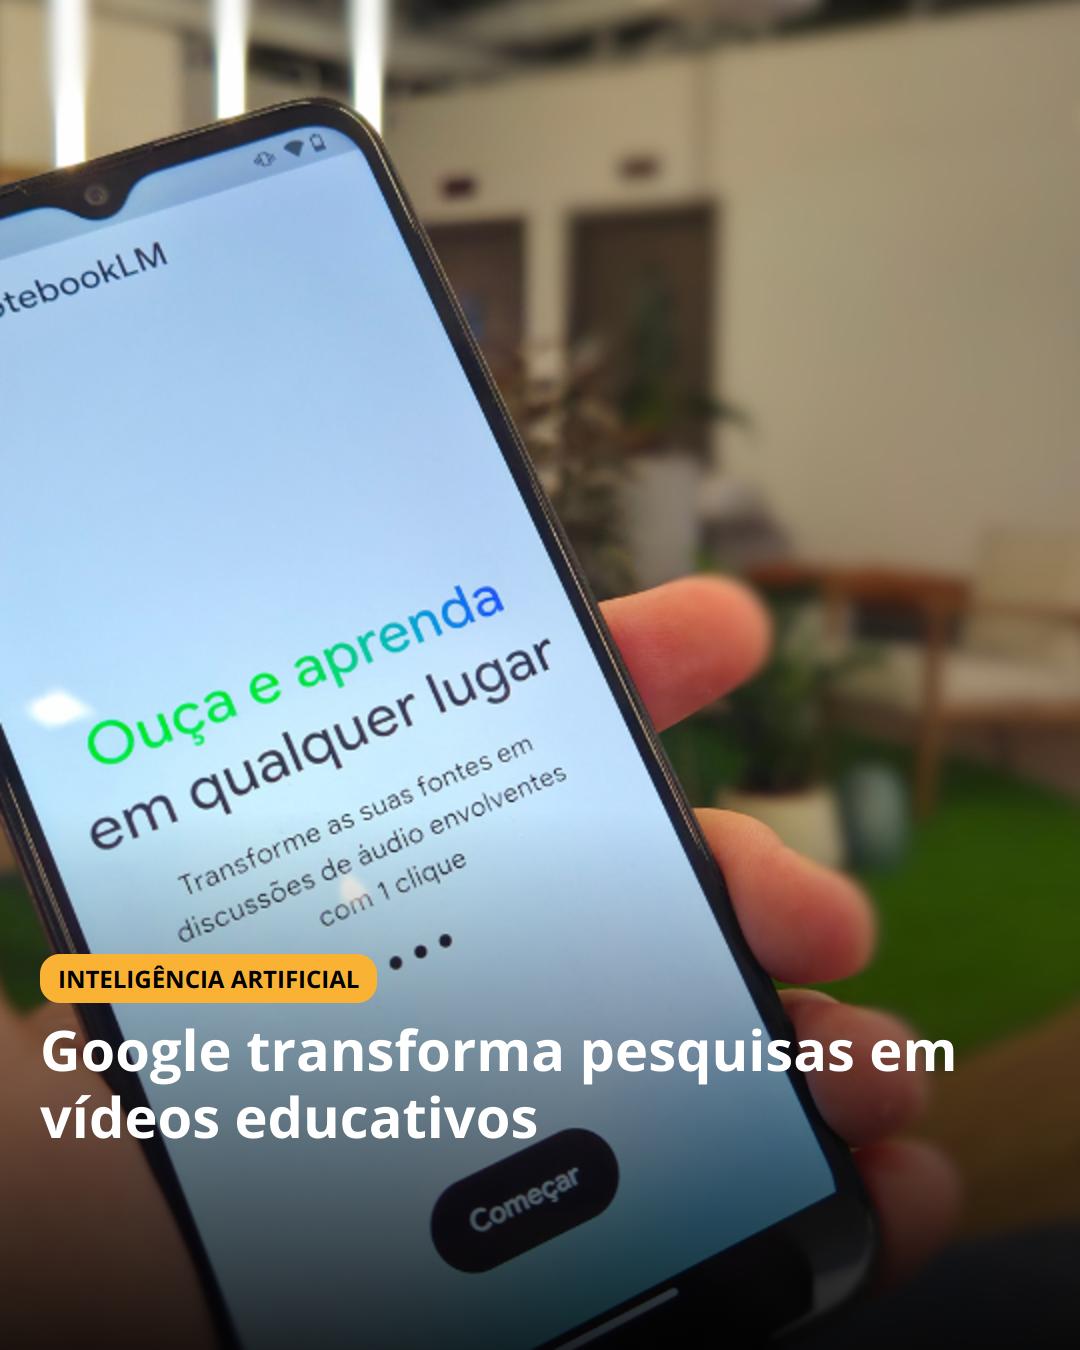 otebookLM
Ouça e aprenda
em qualquer lugar
Transforme as suas fontes em
discussões de áudio envolventes
com 1 clique
INTELIGÊNCIA ARTIFICIAL
Google transforma pesquisas em
vídeos educativos
Começar